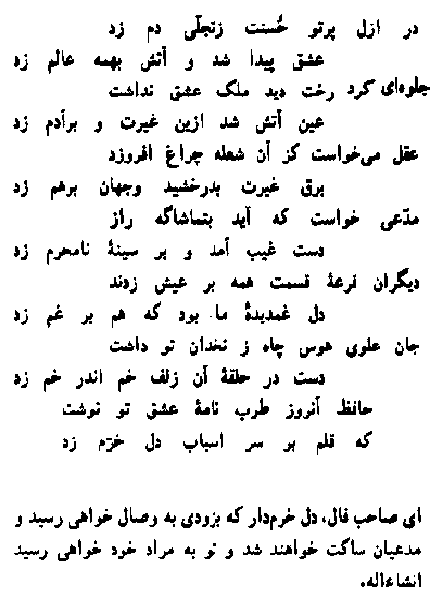 در ازل پرتو حُسنت زتجلّی دم زد
عشق پیدا شد و آتش بهمه عالم زد
جلوه‌ای کرد رخت دید ملک عشق نداشت
عین آتش شد ازین غیرت و برآدم زد
عقل می‌خواست کز آن شعله چراغ افروزد
برق غیرت بدرخشید وجهان برهم زد
مدّعی خواست که آید بتماشاگه راز
دست غیب آمد و بر سینهٔ نامحرم زد
دیگران قرعهٔ قسمت همه بر عیش زدند
دل غمدیدهٔ ما بود که هم بر غم زد
جان علوی هوس چاه ز نخدان تو داشت
دست در حلقهٔ آن زلف خم اندر خم زد
حافظ آنروز طرب نامهٔ عشق تو نوشت
که قلم بر سر اسباب دل خرّم زد
ای صاحب فال، دل خرم‌دار که بزودی به وصال خواهی رسید و
مدعیان ساکت خواهند شد و تو به مراد خود خواهی رسید
انشاءاله.